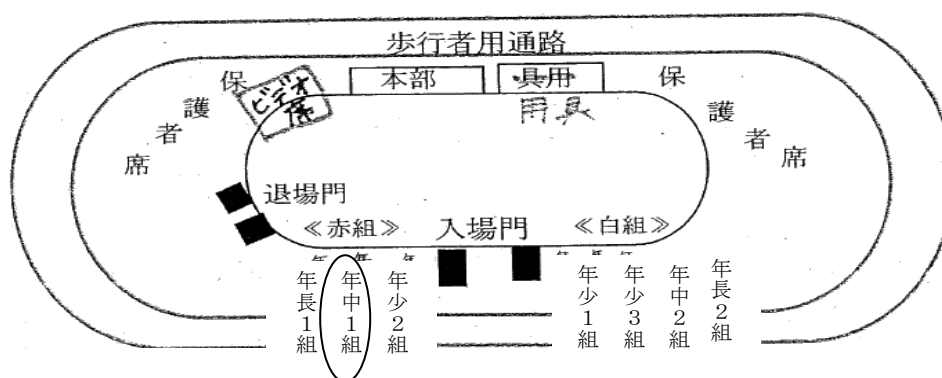 歩行者用通路
保護者席
ビデオ席
本部
具用
用具
保護者席
退場門
≪赤組≫
入場門
≪白組≫
年長1組
年中1組
年少2組
年少1組
年少3組
年中2組
年長2組